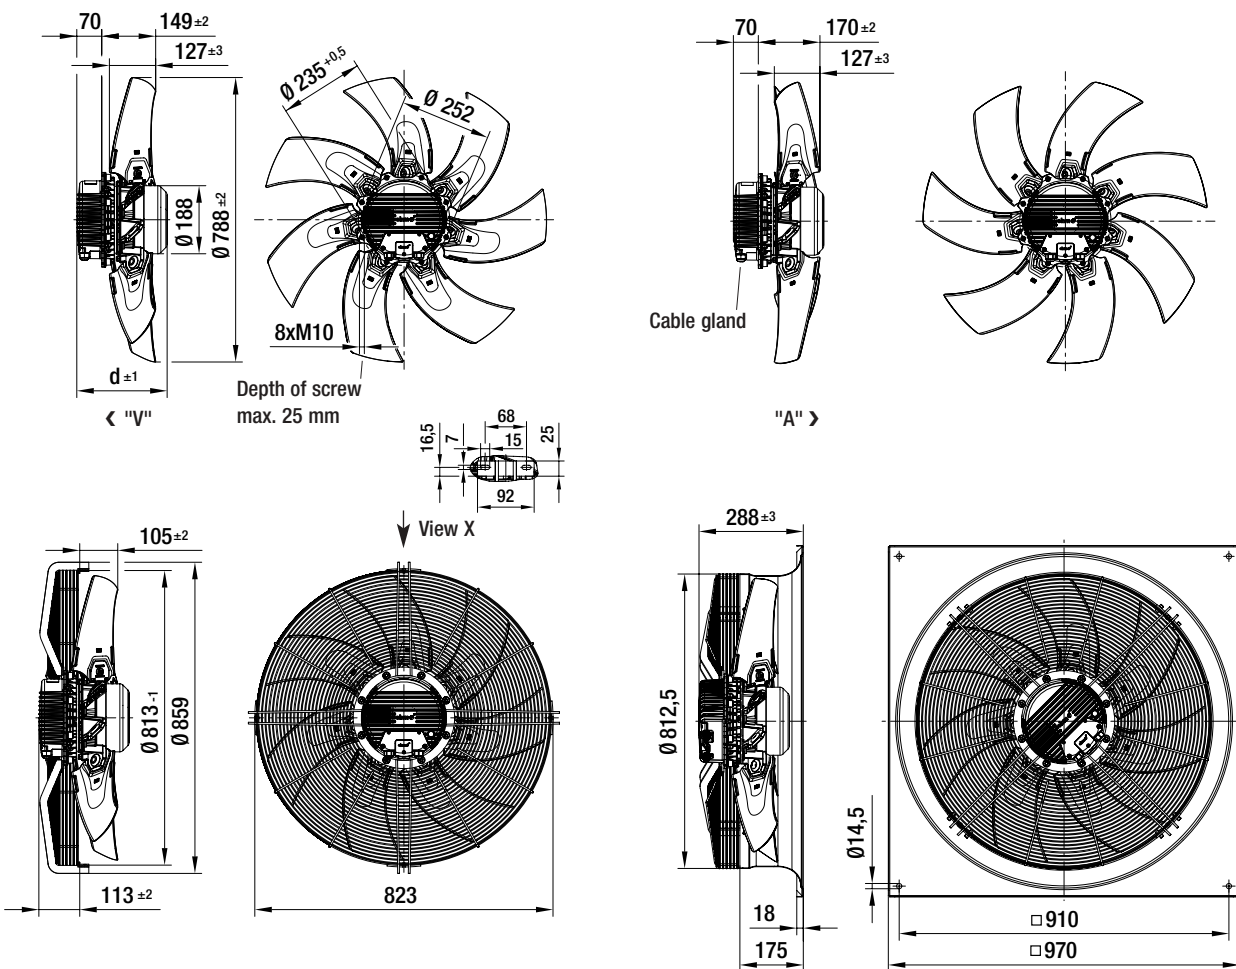 70
149±2
127±3
Ø 235+0,5
Ø 252
Ø 188
Ø 788 ±2
8xM10
Depth of screw
max. 25 mm
d ±1
❮ "V"
70
170±2
127±3
Cable gland
"A" ❯
68
16,5
7
15
25
92
View X
105±2
Ø 813 -1
Ø 859
113 ±2
823
288±3
Ø 812,5
18
175
Ø 14,5
□ 910
□ 970